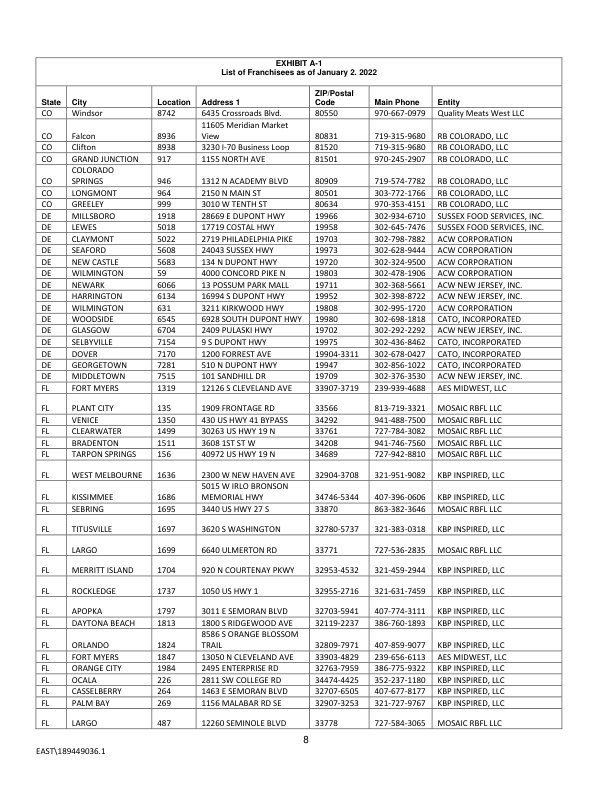 EXHIBIT A-1
List of Franchisees as of January 2. 2022
State City Location Address 1 ZIP/Postal Code Main Phone Entity
CO Windsor 8742 6435 Crossroads Blvd. 80550 970-667-0979 Quality Meats West LLC
CO Falcon 8936 11605 Meridian Market View 80831 719-315-9680 RB COLORADO, LLC
CO Clifton 8938 3230 I-70 Business Loop 81520 719-315-9680 RB COLORADO, LLC
CO GRAND JUNCTION 917 1155 NORTH AVE 81501 970-245-2907 RB COLORADO, LLC
CO COLORADO SPRINGS 946 1312 N ACADEMY BLVD 80909 719-574-7782 RB COLORADO, LLC
CO LONGMONT 964 2150 N MAIN ST 80501 303-772-1766 RB COLORADO, LLC
CO GREELEY 999 3010 W TENTH ST 80634 970-353-4151 RB COLORADO, LLC
DE MILLSBORO 1918 28669 E DUPONT HWY 19966 302-934-6710 SUSSEX FOOD SERVICES, INC.
DE LEWES 5018 17719 COSTAL HWY 19958 302-645-7476 SUSSEX FOOD SERVICES, INC.
DE CLAYMONT 5022 2719 PHILADELPHIA PIKE 19703 302-798-7882 ACW CORPORATION
DE SEAFORD 5608 24043 SUSSEX HWY 19973 302-628-9444 ACW CORPORATION
DE NEW CASTLE 5683 134 N DUPONT HWY 19720 302-324-9500 ACW CORPORATION
DE WILMINGTON 59 4000 CONCORD PIKE N 19803 302-478-1906 ACW CORPORATION
DE NEWARK 6066 13 POSSUM PARK MALL 19711 302-368-5661 ACW NEW JERSEY, INC.
DE HARRINGTON 6134 16994 S DUPONT HWY 19952 302-398-8722 ACW NEW JERSEY, INC.
DE WILMINGTON 631 3211 KIRKWOOD HWY 19808 302-995-1720 ACW CORPORATION
DE WOODSIDE 6545 6928 SOUTH DUPONT HWY 19980 302-698-1818 CATO, INCORPORATED
DE GLASGOW 6704 2409 PULASKI HWY 19702 302-292-2292 ACW NEW JERSEY, INC.
DE SELBYVILLE 7154 9 S DUPONT HWY 19975 302-436-8462 CATO, INCORPORATED
DE DOVER 7170 1200 FORREST AVE 19904-3311 302-678-0427 CATO, INCORPORATED
DE GEORGETOWN 7281 510 N DUPONT HWY 19947 302-856-1022 CATO, INCORPORATED
DE MIDDLETOWN 7515 101 SANDHILL DR 19709 302-376-3530 ACW NEW JERSEY, INC.
FL FORT MYERS 1319 12126 S CLEVELAND AVE 33907-3719 239-939-4688 AES MIDWEST, LLC
FL PLANT CITY 135 1909 FRONTAGE RD 33566 813-719-3321 MOSAIC RBFL LLC
FL VENICE 1350 430 US HWY 41 BYPASS 34292 941-488-7500 MOSAIC RBFL LLC
FL CLEARWATER 1499 30263 US HWY 19 N 33761 727-784-3082 MOSAIC RBFL LLC
FL BRADENTON 1511 3608 1ST ST W 34208 941-746-7560 MOSAIC RBFL LLC
FL TARPON SPRINGS 156 40972 US HWY 19 N 34689 727-942-8810 MOSAIC RBFL LLC
FL WEST MELBOURNE 1636 2300 W NEW HAVEN AVE 32904-3708 321-951-9082 KBP INSPIRED, LLC
FL KISSIMMEE 1686 5015 W IRLO BRONSON MEMORIAL HWY 34746-5344 407-396-0606 KBP INSPIRED, LLC
FL SEBRING 1695 3440 US HWY 27 S 33870 863-382-3646 MOSAIC RBFL LLC
FL TITUSVILLE 1697 3620 S WASHINGTON 32780-5737 321-383-0318 KBP INSPIRED, LLC
FL LARGO 1699 6640 ULMERTON RD 33771 727-536-2835 MOSAIC RBFL LLC
FL MERRITT ISLAND 1704 920 N COURTENAY PKWY 32953-4532 321-459-2944 KBP INSPIRED, LLC
FL ROCKLEDGE 1737 1050 US HWY 1 32955-2716 321-631-7459 KBP INSPIRED, LLC
FL APOPKA 1797 3011 E SEMORAN BLVD 32703-5941 407-774-3111 KBP INSPIRED, LLC
FL DAYTONA BEACH 1813 1800 S RIDGEWOOD AVE 32119-2237 386-760-1893 KBP INSPIRED, LLC
FL ORLANDO 1824 8586 S ORANGE BLOSSOM TRAIL 32809-7971 407-859-9077 KBP INSPIRED, LLC
FL FORT MYERS 1847 13050 N CLEVELAND AVE 33903-4829 239-656-6113 AES MIDWEST, LLC
FL ORANGE CITY 1984 2495 ENTERPRISE RD 32763-7959 386-775-9322 KBP INSPIRED, LLC
FL OCALA 226 2811 SW COLLEGE RD 34474-4425 352-237-1180 KBP INSPIRED, LLC
FL CASSELBERRY 264 1463 E SEMORAN BLVD 32707-6505 407-677-8177 KBP INSPIRED, LLC
FL PALM BAY 269 1156 MALABAR RD SE 32907-3253 321-727-9767 KBP INSPIRED, LLC
FL LARGO 487 12260 SEMINOLE BLVD 33778 727-584-3065 MOSAIC RBFL LLC
8
EAST\189449036.1